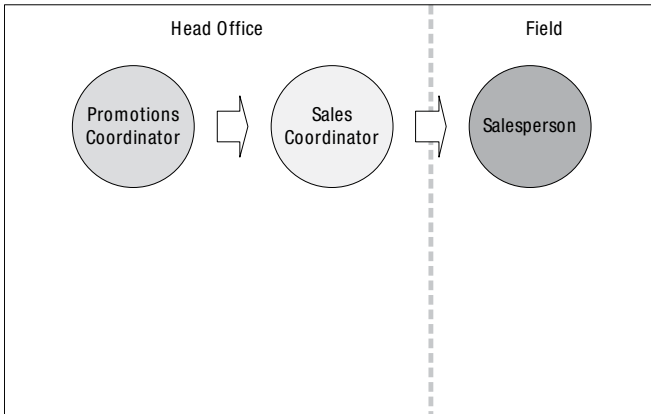 Head Office
Field
Promotions
Coordinator
Sales
Coordinator
Salesperson